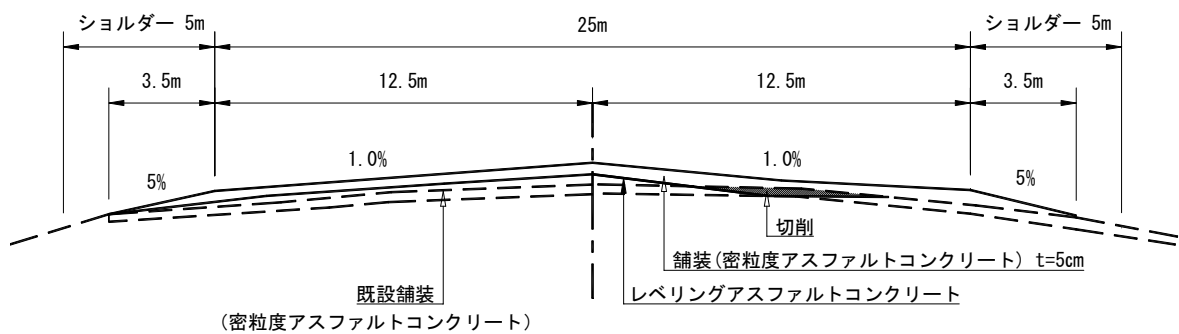 ショルダー 5m
25m
ショルダー 5m
3.5m
12.5m
12.5m
3.5m
1.0%
1.0%
5%
5%
切削
舗装(密粒度アスファルトコンクリート) t=5cm
既設舗装
レベリングアスファルトコンクリート
(密粒度アスファルトコンクリート)